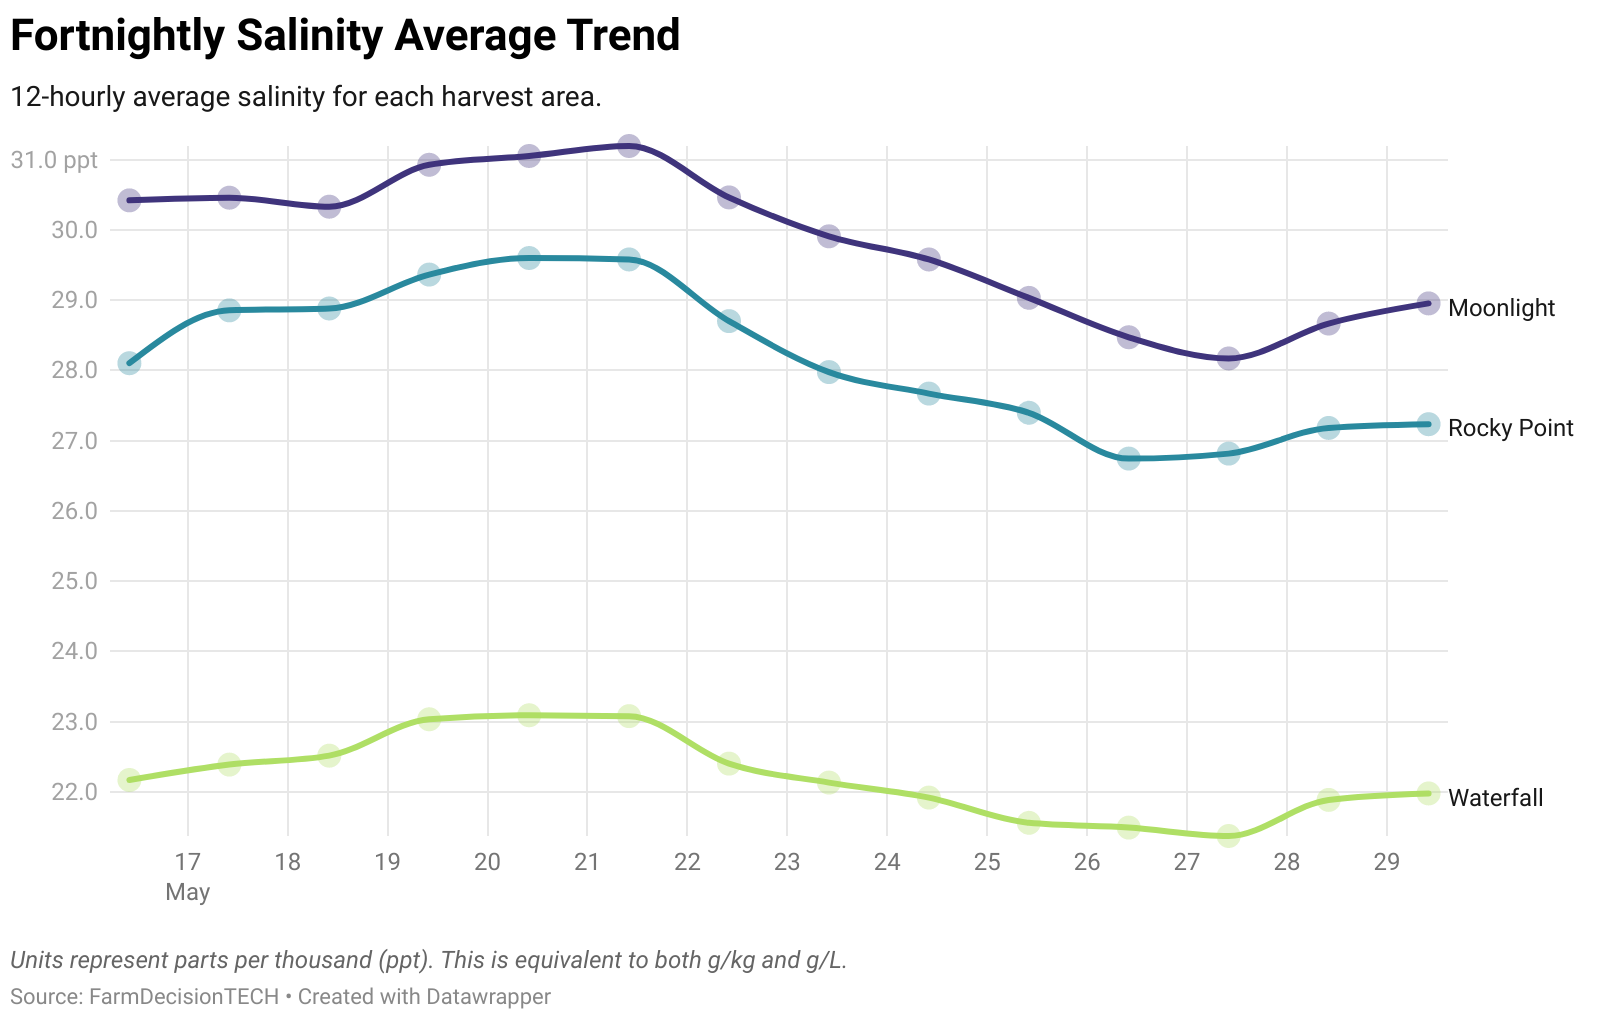 Fortnightly Salinity Average Trend
12-hourly average salinity for each harvest area.
31.0 ppt
30.0
29.0
28.0
27.0
26.0
25.0
24.0
23.0
22.0
Moonlight
Rocky Point
Waterfall
17 18 19 20 21 22 23 24 25 26 27 28 29
May
Units represent parts per thousand (ppt). This is equivalent to both g/kg and g/L.
Source: FarmDecisionTECH • Created with Datawrapper